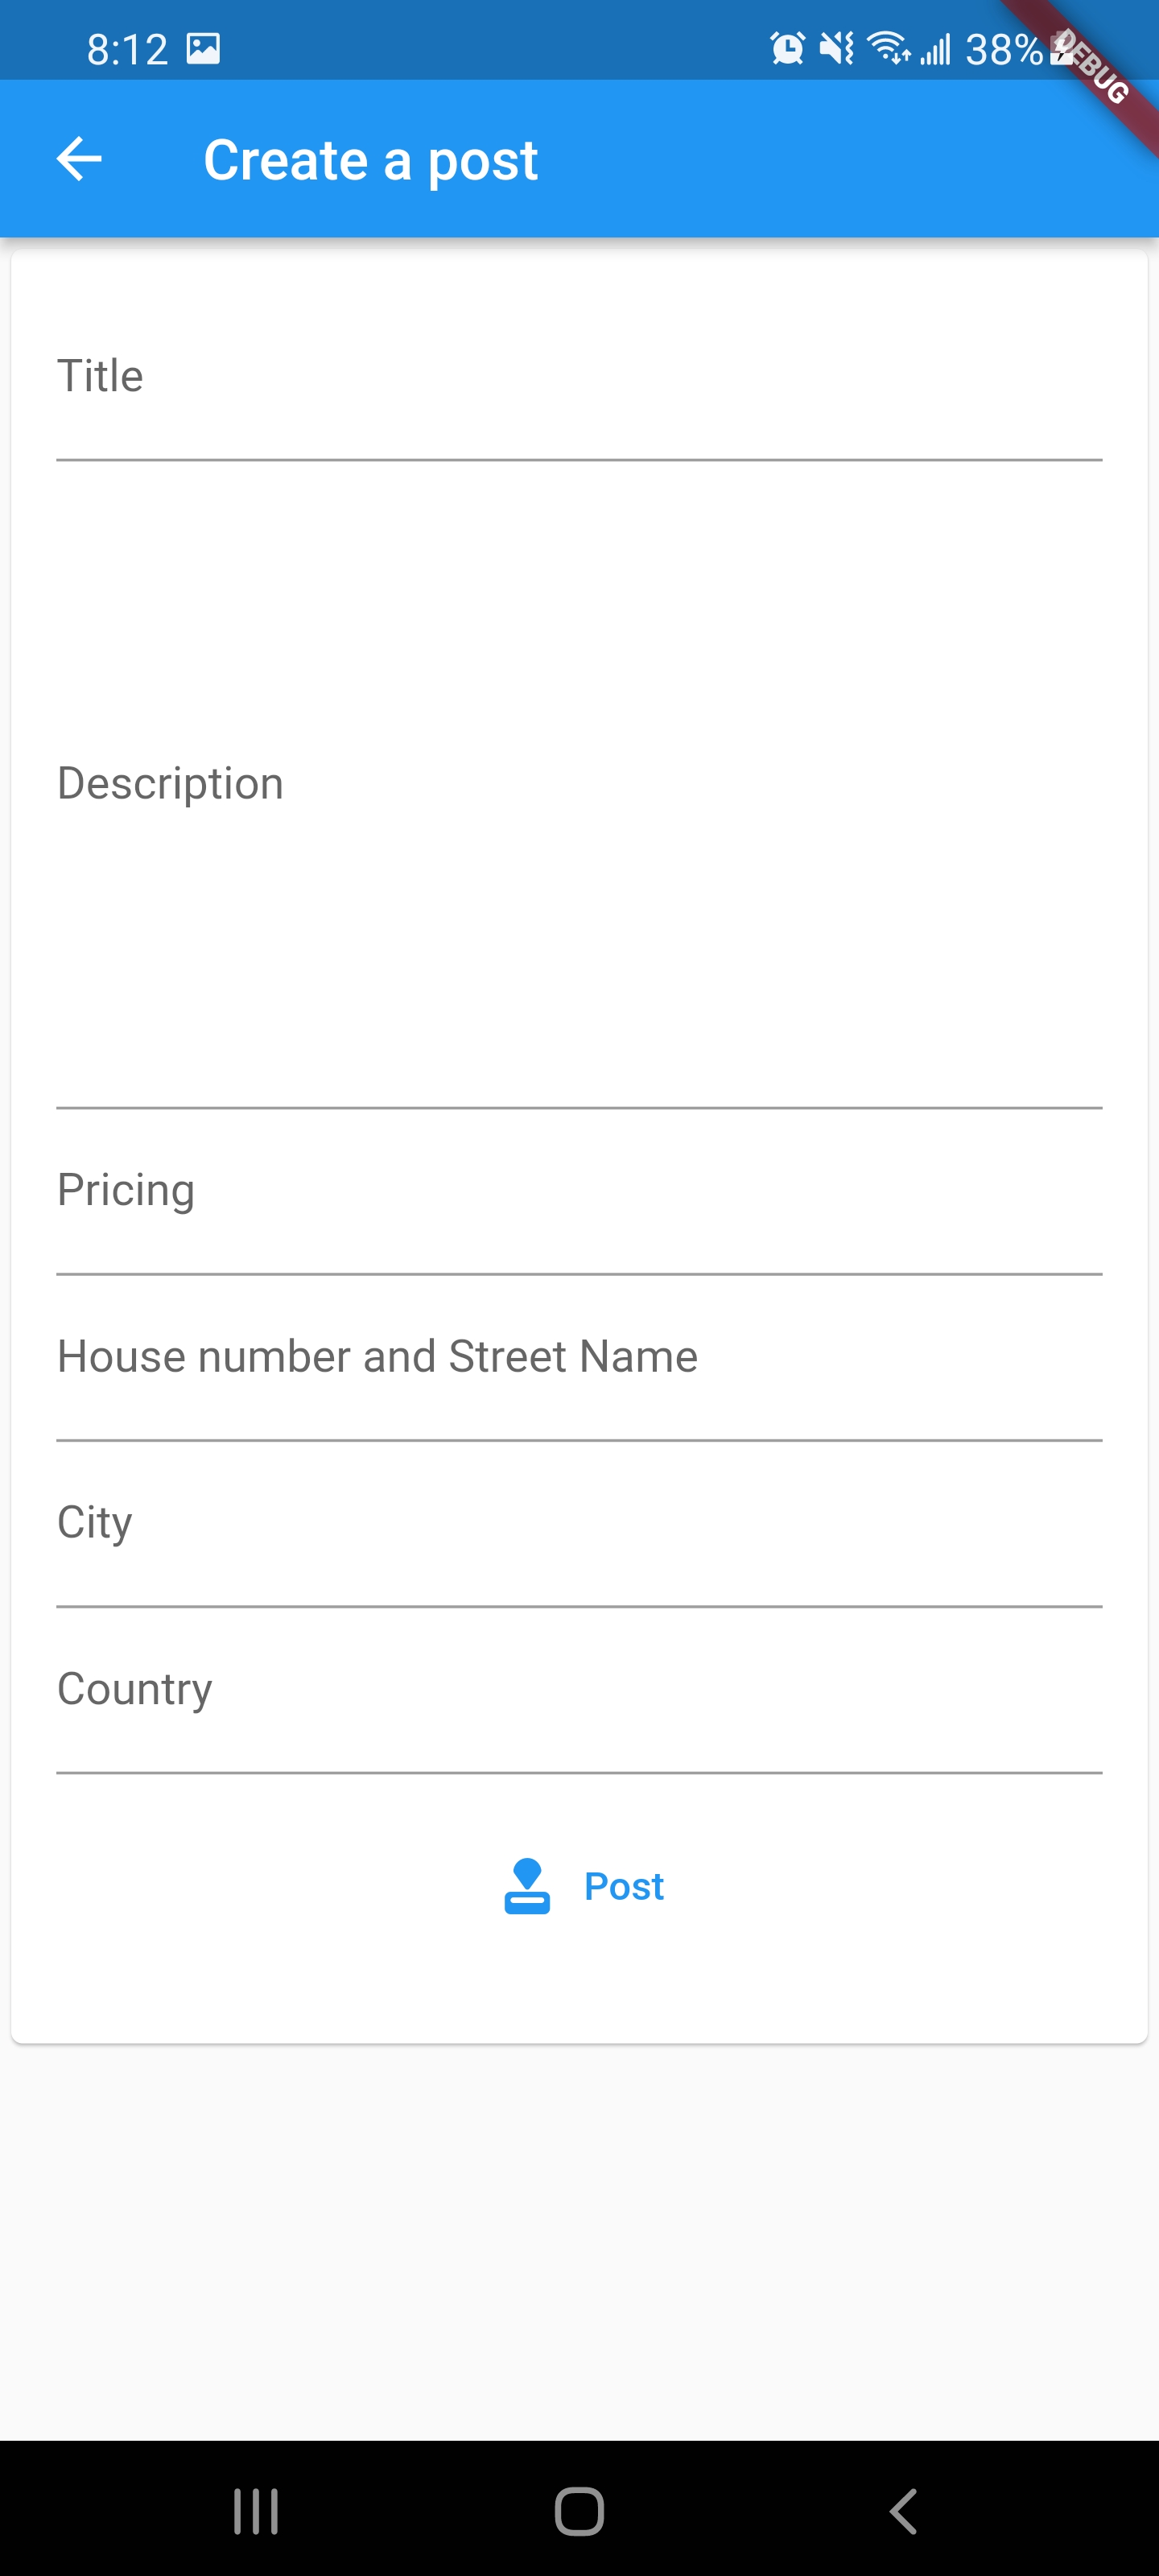 8:12 38%
DEBUG
Create a post
Title
Description
Pricing
House number and Street Name
City
Country
Post